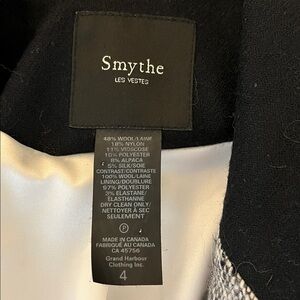 Smythe
LES VESTES
48% WOOL/LAINE
18% NYLON
11% VISCOSE
10% POLYESTER
8% ALPACA
5% SILK/SOIE
CONTRAST/CONTRASTE
100% WOOL/LAINE
LINING/DOUBLURE
97% POLYESTER
3% ELASTANE/
ELASTHANNE
DRY CLEAN ONLY/
NETTOYER À SEC
SEULEMENT
P
MADE IN CANADA
FABRIQUÉ AU CANADA
CA 45756
Grand Harbour
Clothing Inc.
4